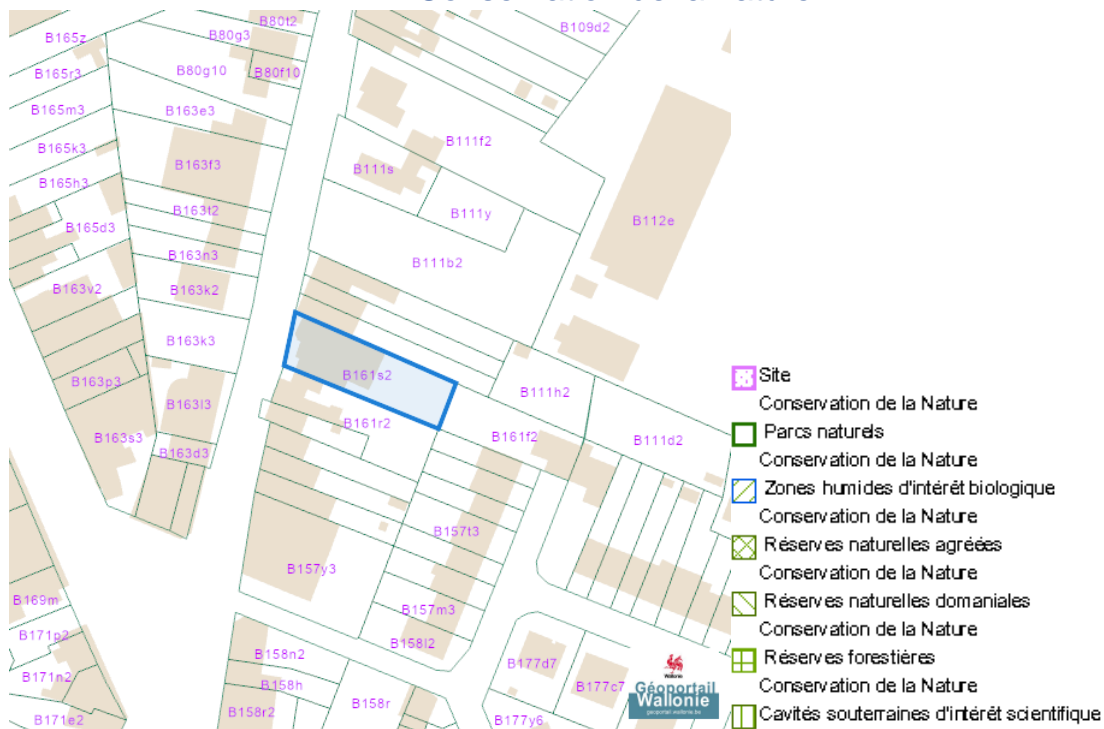 B80t2
B109d2
B165z
B80g3
B165r3
B80g10
B80f10
B165m3
B163e3
B165k3
B111f2
B163f3
B111s
B165h3
B163t2
B111y
B112e
B165d3
B163n3
B111b2
B163v2
B163k2
B163k3
B161s2
B163p3
B111h2
B163l3
B161r2
B163s3
B161f2
B111d2
B163d3
B157t3
B157y3
B169m
B157m3
B171p2
B158l2
B158n2
B177d7
B171n2
B158h
B177c7
B158r
B158r2
B171e2
B177y6
Wallonie
Géoportail
Wallonie
geoportail.wallonie.be
Site
Conservation de la Nature
Parcs naturels
Conservation de la Nature
Zones humides d'intérêt biologique
Conservation de la Nature
Réserves naturelles agréées
Conservation de la Nature
Réserves naturelles domaniales
Conservation de la Nature
Réserves forestières
Conservation de la Nature
Cavités souterraines d'intérêt scientifique